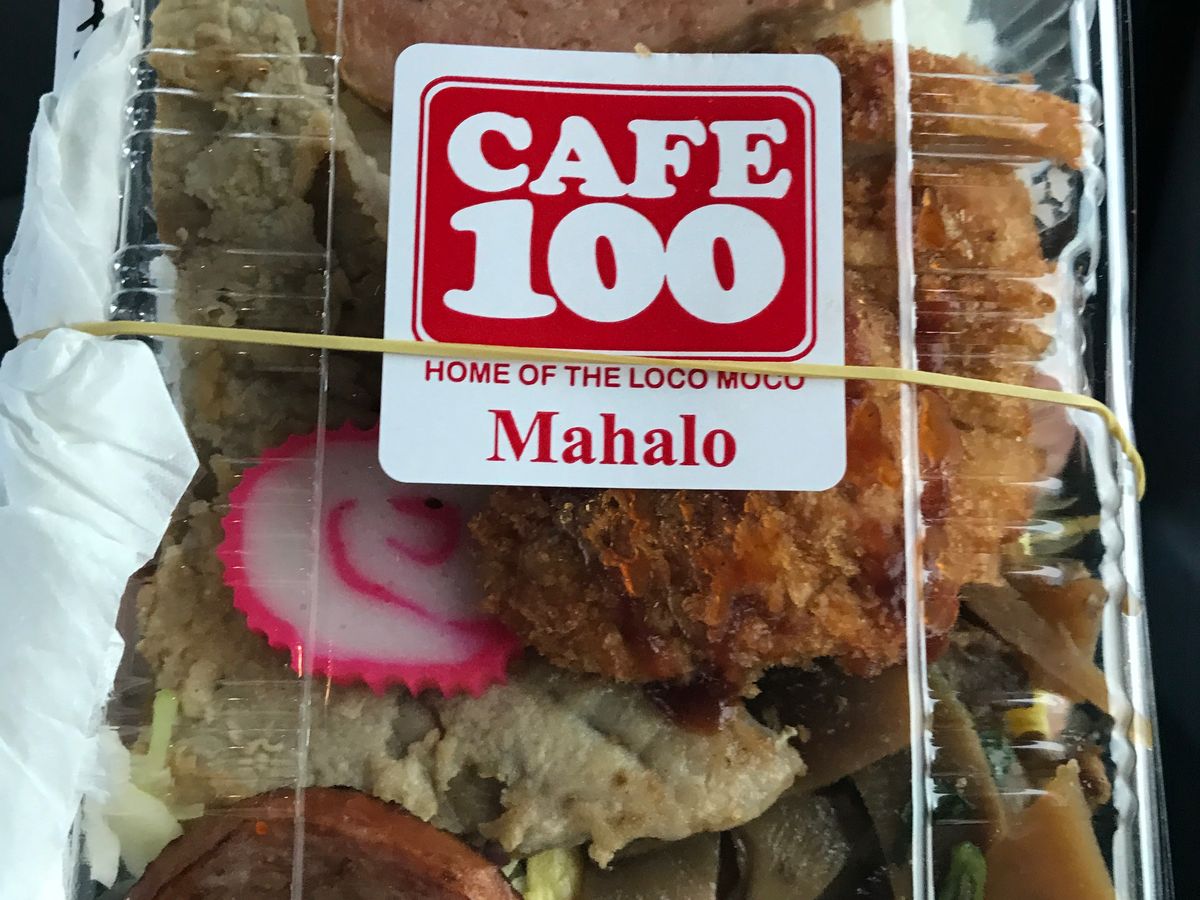 CAFE
100
HOME OF THE LOCO MOCO
Mahalo